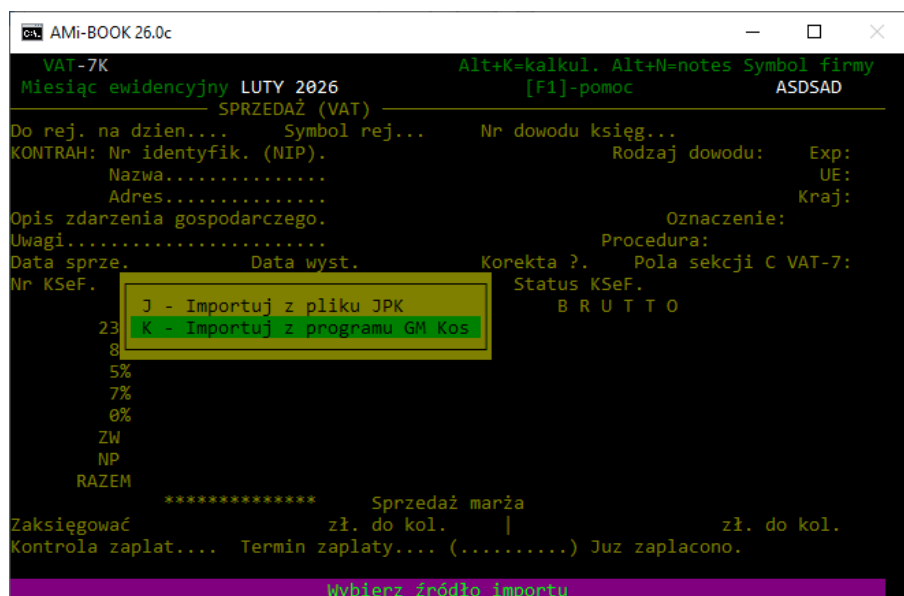 AMi-BOOK 26.0c
VAT-7K Alt+K=kalkul. Alt+N=notes Symbol firmy
Miesiąc ewidencyjny LUTY 2026 [F1]-pomoc ASDSAD
SPRZEDAŻ (VAT)
Do rej. na dzien.... Symbol rej... Nr dowodu księg...
KONTRAH: Nr identyfik. (NIP). Rodzaj dowodu: Exp:
Nazwa............... UE:
Adres............... Kraj:
Opis zdarzenia gospodarczego. Oznaczenie:
Uwagi........................ Procedura:
Data sprze. Data wyst. Korekta ?. Pola sekcji C VAT-7:
Nr KSeF. Status KSeF.
J - Importuj z pliku JPK B R U T T O
23 K - Importuj z programu GM Kos
8
5%
7%
0%
ZW
NP
RAZEM
************** Sprzedaż marża
Zaksięgować zł. do kol. | zł. do kol.
Kontrola zaplat.... Termin zaplaty.... (..........) Juz zaplacono.
Wybierz źródło importu